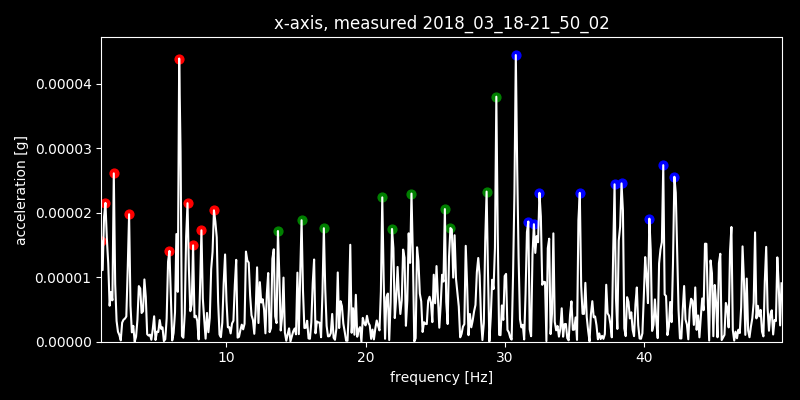 x-axis, measured 2018_03_18-21_50_02
acceleration [g]
0.00004
0.00003
0.00002
0.00001
0.00000
10 20 30 40
frequency [Hz]